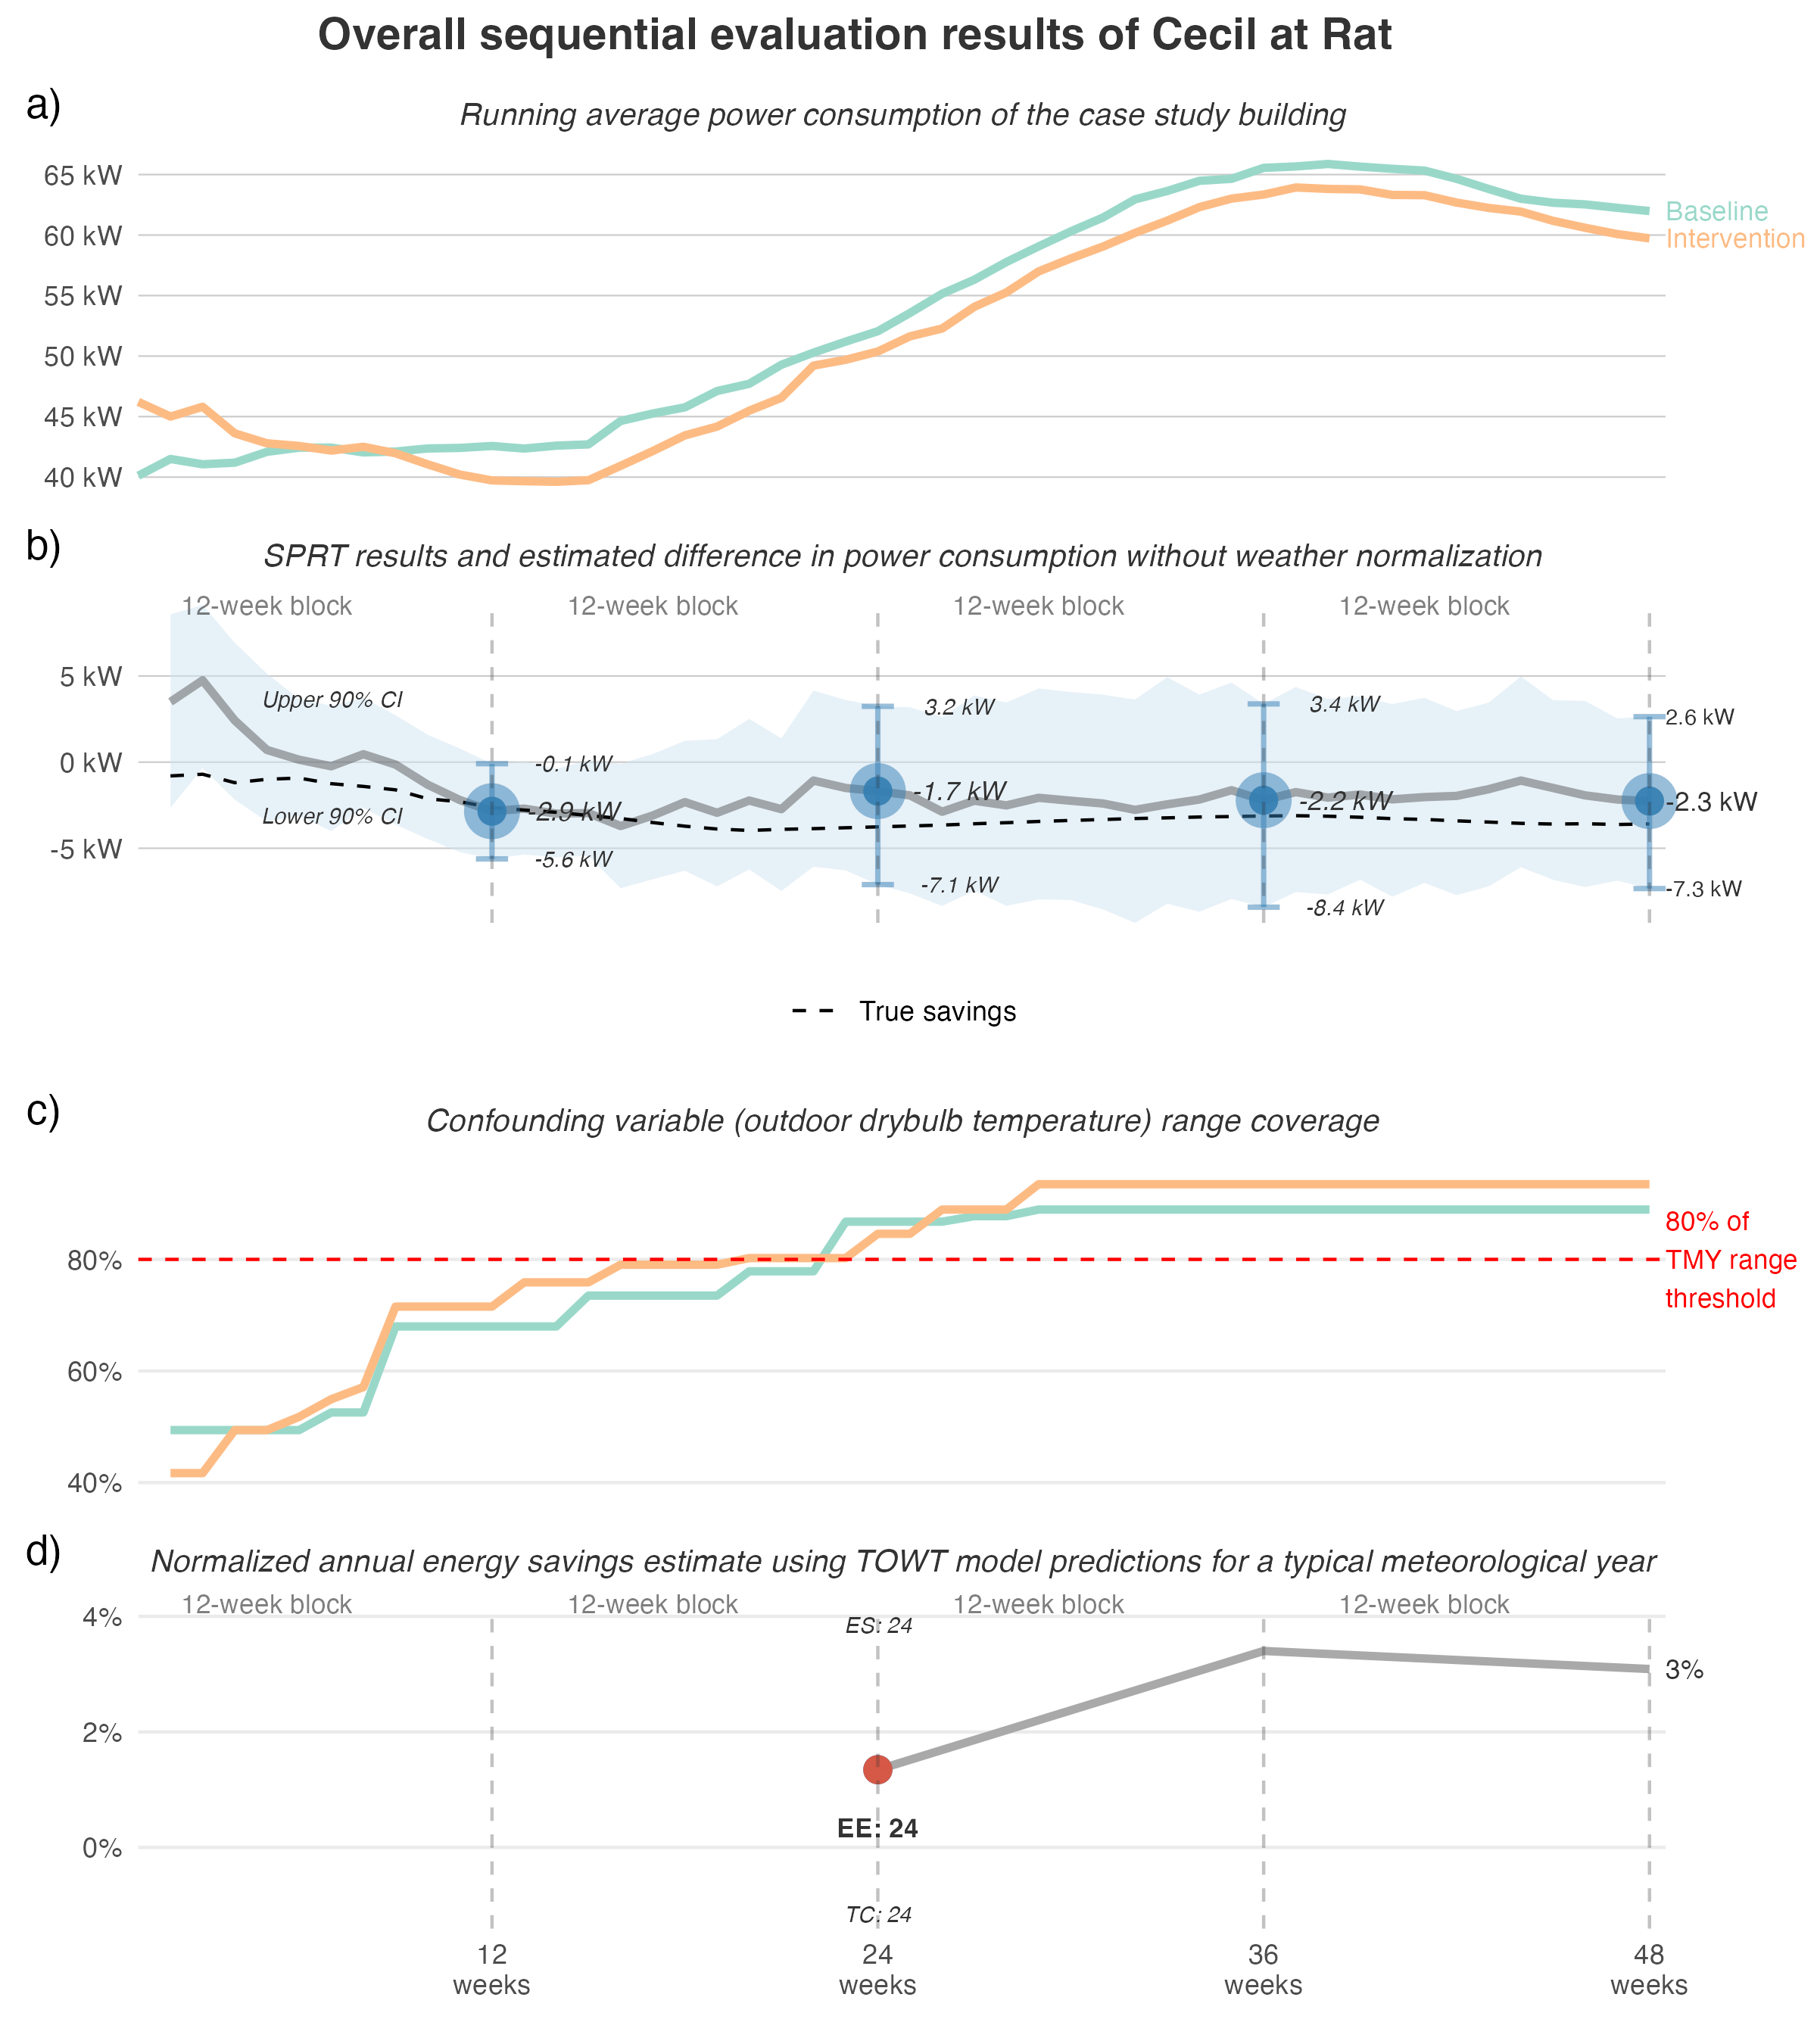 Overall sequential evaluation results of Cecil at Rat
a)
Running average power consumption of the case study building
65 kW
60 kW
55 kW
50 kW
45 kW
40 kW
Baseline
Intervention
b)
SPRT results and estimated difference in power consumption without weather normalization
12-week block 12-week block 12-week block 12-week block
5 kW
0 kW
-5 kW
Upper 90% CI
Lower 90% CI
-0.1 kW
-2.9 kW
-5.6 kW
3.2 kW
-1.7 kW
-7.1 kW
3.4 kW
-2.2 kW
-8.4 kW
2.6 kW
-2.3 kW
-7.3 kW
True savings
c)
Confounding variable (outdoor drybulb temperature) range coverage
80%
60%
40%
80% of
TMY range
threshold
d)
Normalized annual energy savings estimate using TOWT model predictions for a typical meteorological year
12-week block 12-week block 12-week block 12-week block
4%
2%
0%
ES: 24
EE: 24
TC: 24
3%
12
weeks
24
weeks
36
weeks
48
weeks